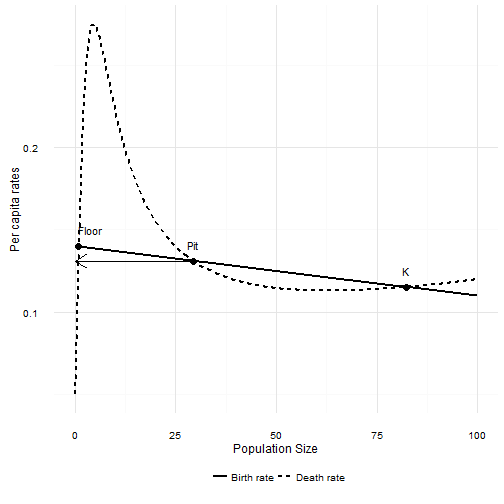 Per capita rates
0.2
0.1
Floor
Pit
K
0
25
50
75
100
Population Size
Birth rate
Death rate